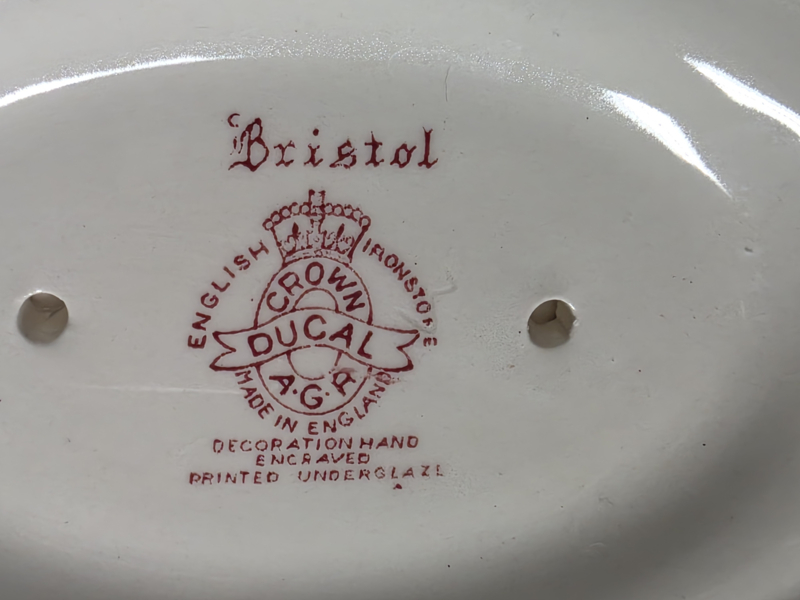 Bristol
ENGLISH IRONSTONE
CROWN
DUCAL
A.G.R
MADE IN ENGLAND
DECORATION HAND
ENGRAVED
PRINTED UNDERGLAZE